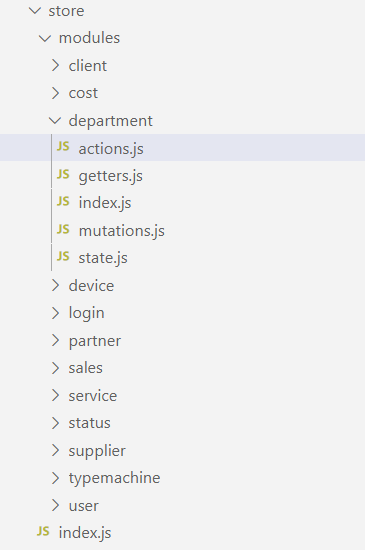 store
modules
client
cost
department
JS actions.js
JS getters.js
JS index.js
JS mutations.js
JS state.js
device
login
partner
sales
service
status
supplier
typemachine
user
JS index.js